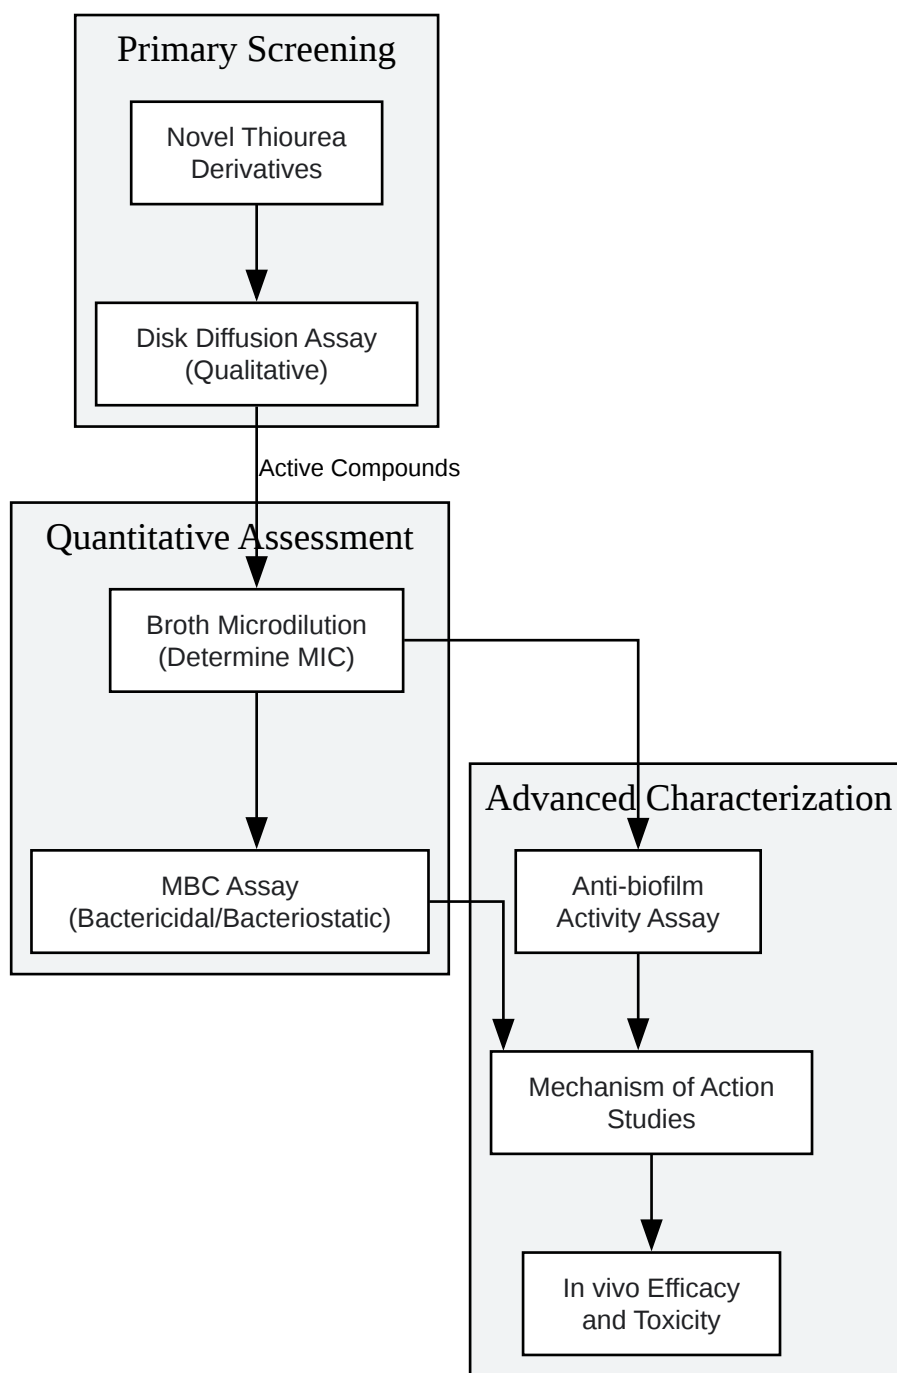 Primary Screening
Novel Thiourea
Derivatives
Disk Diffusion Assay
(Qualitative)
Active Compounds
Quantitative Assessment
Broth Microdilution
(Determine MIC)
MBC Assay
(Bactericidal/Bacteriostatic)
Advanced Characterization
Anti-biofilm
Activity Assay
Mechanism of Action
Studies
In vivo Efficacy
and Toxicity